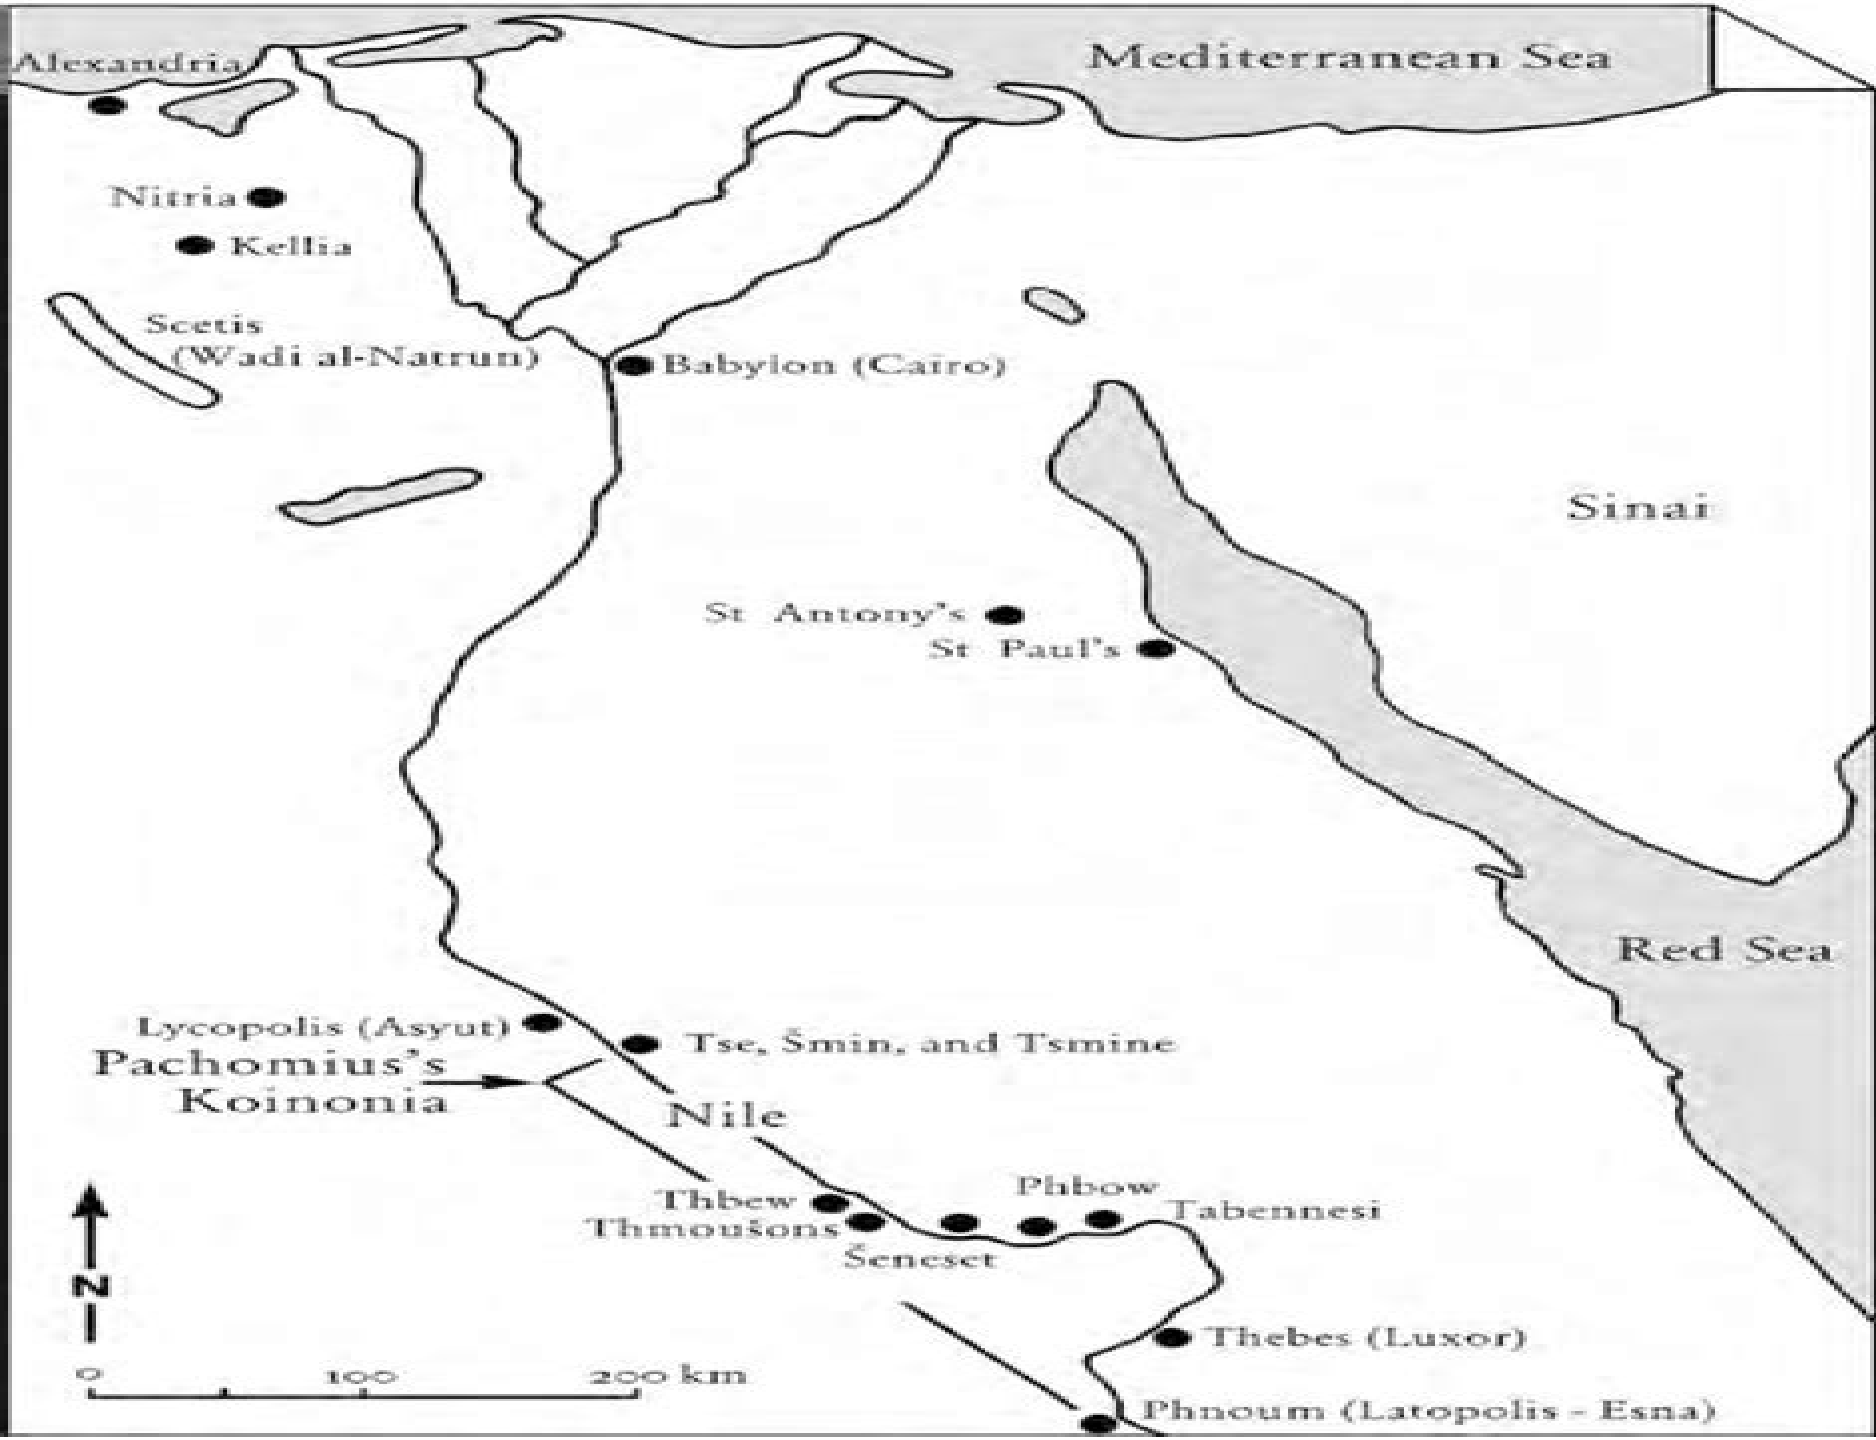 Mediterranean Sea
Alexandria
Nitria
Kellia
Scetis
(Wadi al-Natrun)
Babylon (Cairo)
Sinai
St Antony's
St Paul's
Red Sea
Lycopolis (Asyut)
Tse, Šmin, and Tsmine
Pachomius's
Koinonia
Nile
Phbow
Thbew
Tabennesi
Thmoušons
Šeneset
N
Thebes (Luxor)
0 100 200 km
Phnoum (Latopolis - Esna)